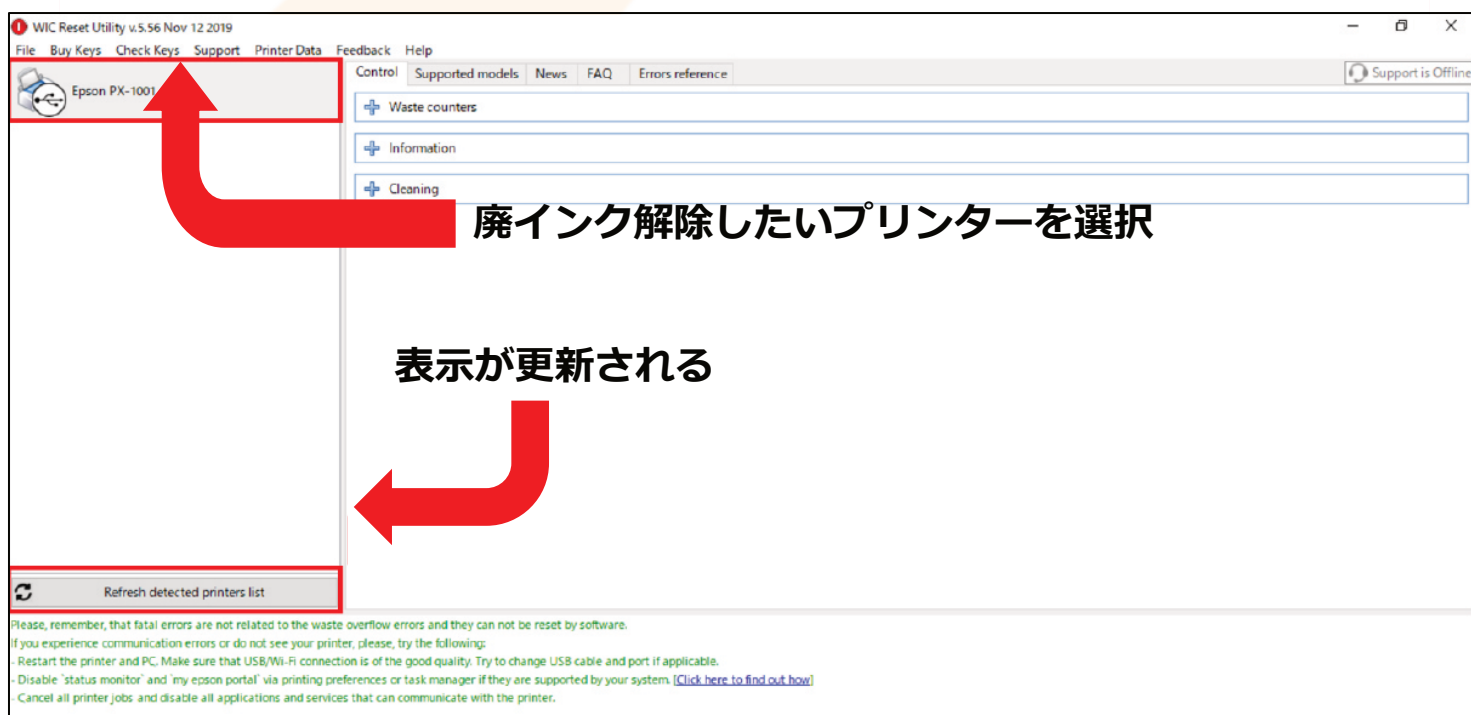 WIC Reset Utility v.5.56 Nov 12 2019
File Buy Keys Check Keys Support Printer Data Feedback Help
Epson PX-1001
Control Supported models News FAQ Errors reference
Support is Offline
Waste counters
Information
Cleaning
廃インク解除したいプリンターを選択
表示が更新される
Refresh detected printers list
Please, remember, that fatal errors are not related to the waste overflow errors and they can not be reset by software.
If you experience communication errors or do not see your printer, please, try the following:
- Restart the printer and PC. Make sure that USB/Wi-Fi connection is of the good quality. Try to change USB cable and port if applicable.
- Disable `status monitor` and `my epson portal` via printing preferences or task manager if they are supported by your system. [Click here to find out how]
- Cancel all printer jobs and disable all applications and services that can communicate with the printer.